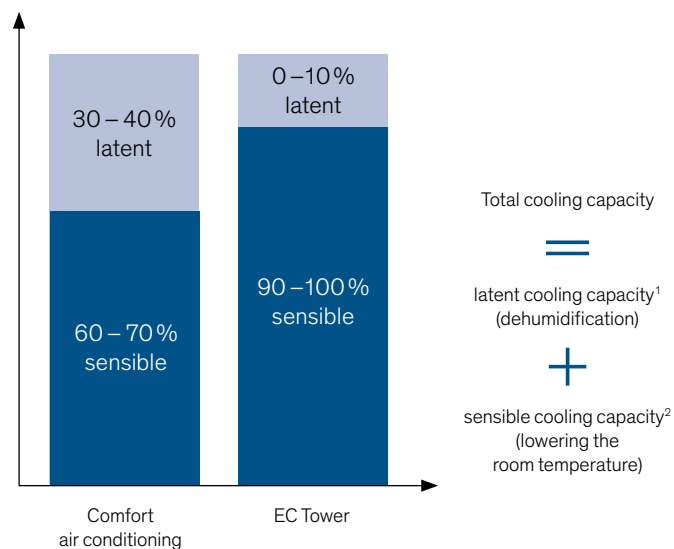 30 – 40 %
latent
60 – 70 %
sensible
0 – 10 %
latent
90 – 100 %
sensible
Comfort
air conditioning
EC Tower
Total cooling capacity
=
latent cooling capacity¹
(dehumidification)
+
sensible cooling capacity²
(lowering the
room temperature)